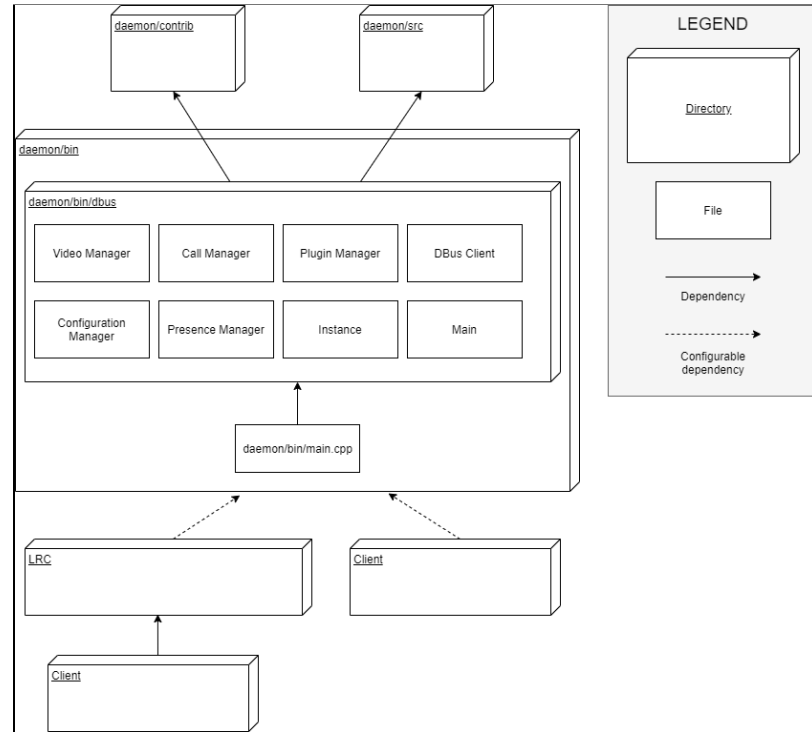 daemon/contrib
daemon/src
LEGEND
Directory
File
Dependency
Configurable
dependency
daemon/bin
daemon/bin/dbus
Video Manager
Call Manager
Plugin Manager
DBus Client
Configuration
Manager
Presence Manager
Instance
Main
daemon/bin/main.cpp
LRC
Client
Client